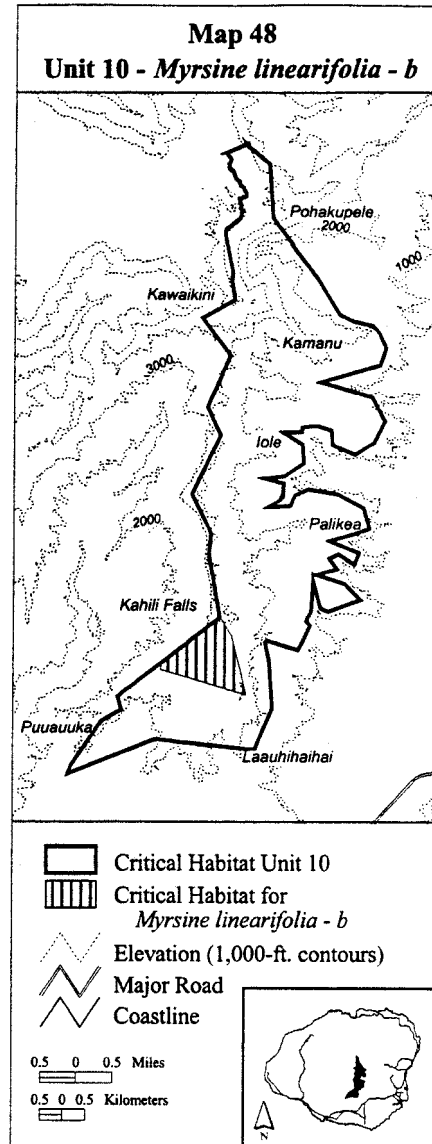 Map 48
Unit 10 - Myrsine linearifolia - b
Pohakupele
2000
1000
Kawaikini
Kamanu
3000
Iole
2000
Palikea
Kahili Falls
Puuauuka
Laauhihaihai
Critical Habitat Unit 10
Critical Habitat for
Myrsine linearifolia - b
Elevation (1,000-ft. contours)
Major Road
Coastline
0.5 0 0.5 Miles
0.5 0 0.5 Kilometers
N